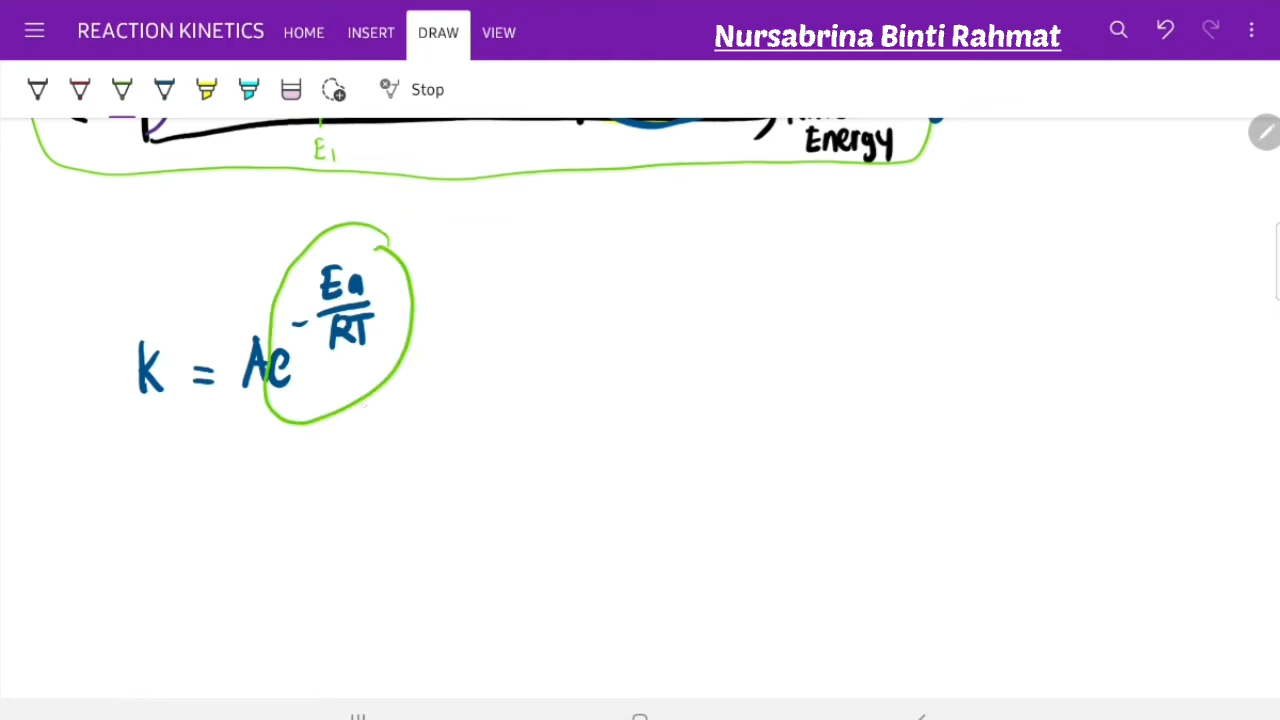 REACTION KINETICS HOME INSERT DRAW VIEW Nursabrina Binti Rahmat
Stop
Energy
E1
K = Ae^-Ea/RT